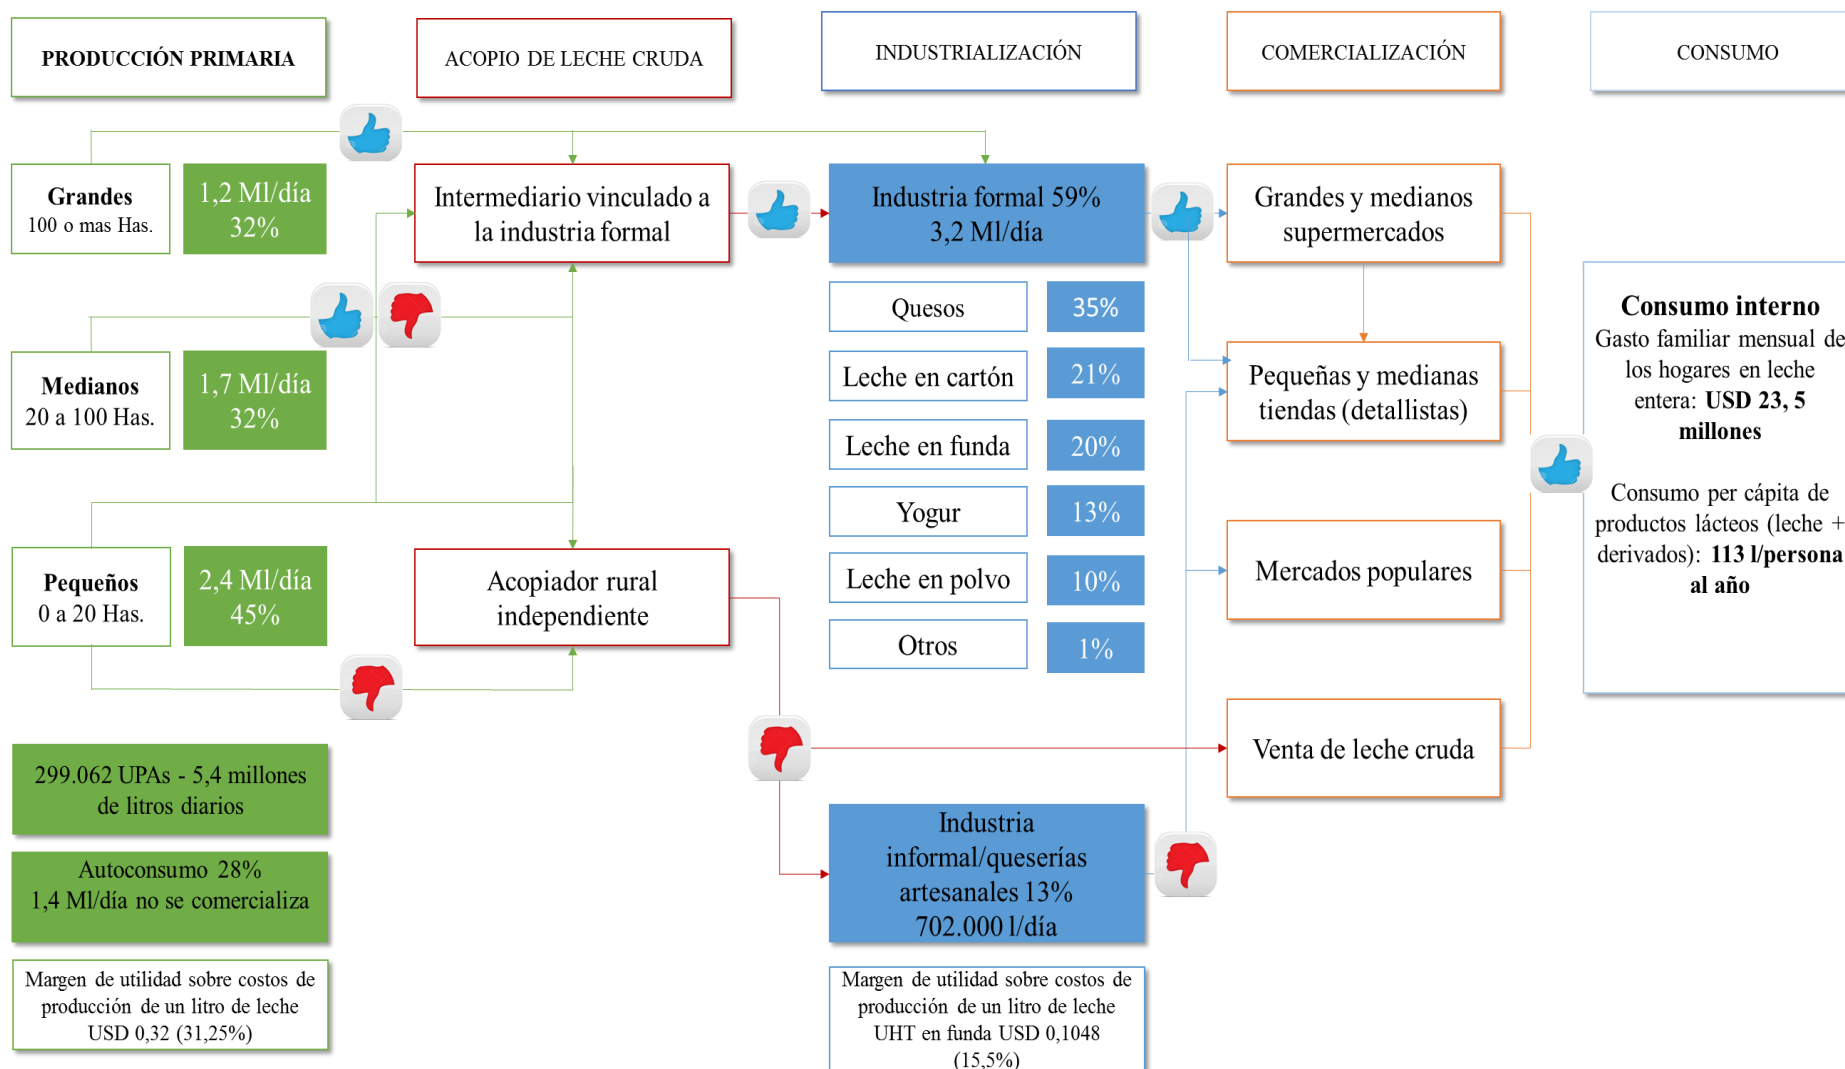 PRODUCCIÓN PRIMARIA
ACOPIO DE LECHE CRUDA
INDUSTRIALIZACIÓN
COMERCIALIZACIÓN
CONSUMO
Grandes
100 o mas Has.
1,2 Ml/día
32%
Medianos
20 a 100 Has.
1,7 Ml/día
32%
Pequeños
0 a 20 Has.
2,4 Ml/día
45%
299.062 UPAs - 5,4 millones
de litros diarios
Autoconsumo 28%
1,4 Ml/día no se comercializa
Margen de utilidad sobre costos de
producción de un litro de leche
USD 0,32 (31,25%)
Intermediario vinculado a
la industria formal
Acopiador rural
independiente
Industria formal 59%
3,2 Ml/día
Quesos
35%
Leche en cartón
21%
Leche en funda
20%
Yogur
13%
Leche en polvo
10%
Otros
1%
Industria
informal/queserías
artesanales 13%
702.000 l/día
Margen de utilidad sobre costos de
producción de un litro de leche
UHT en funda USD 0,1048
(15,5%)
Grandes y medianos
supermercados
Pequeñas y medianas
tiendas (detallistas)
Mercados populares
Venta de leche cruda
Consumo interno
Gasto familiar mensual de
los hogares en leche
entera: USD 23, 5
millones
Consumo per cápita de
productos lácteos (leche +
derivados): 113 l/persona
al año